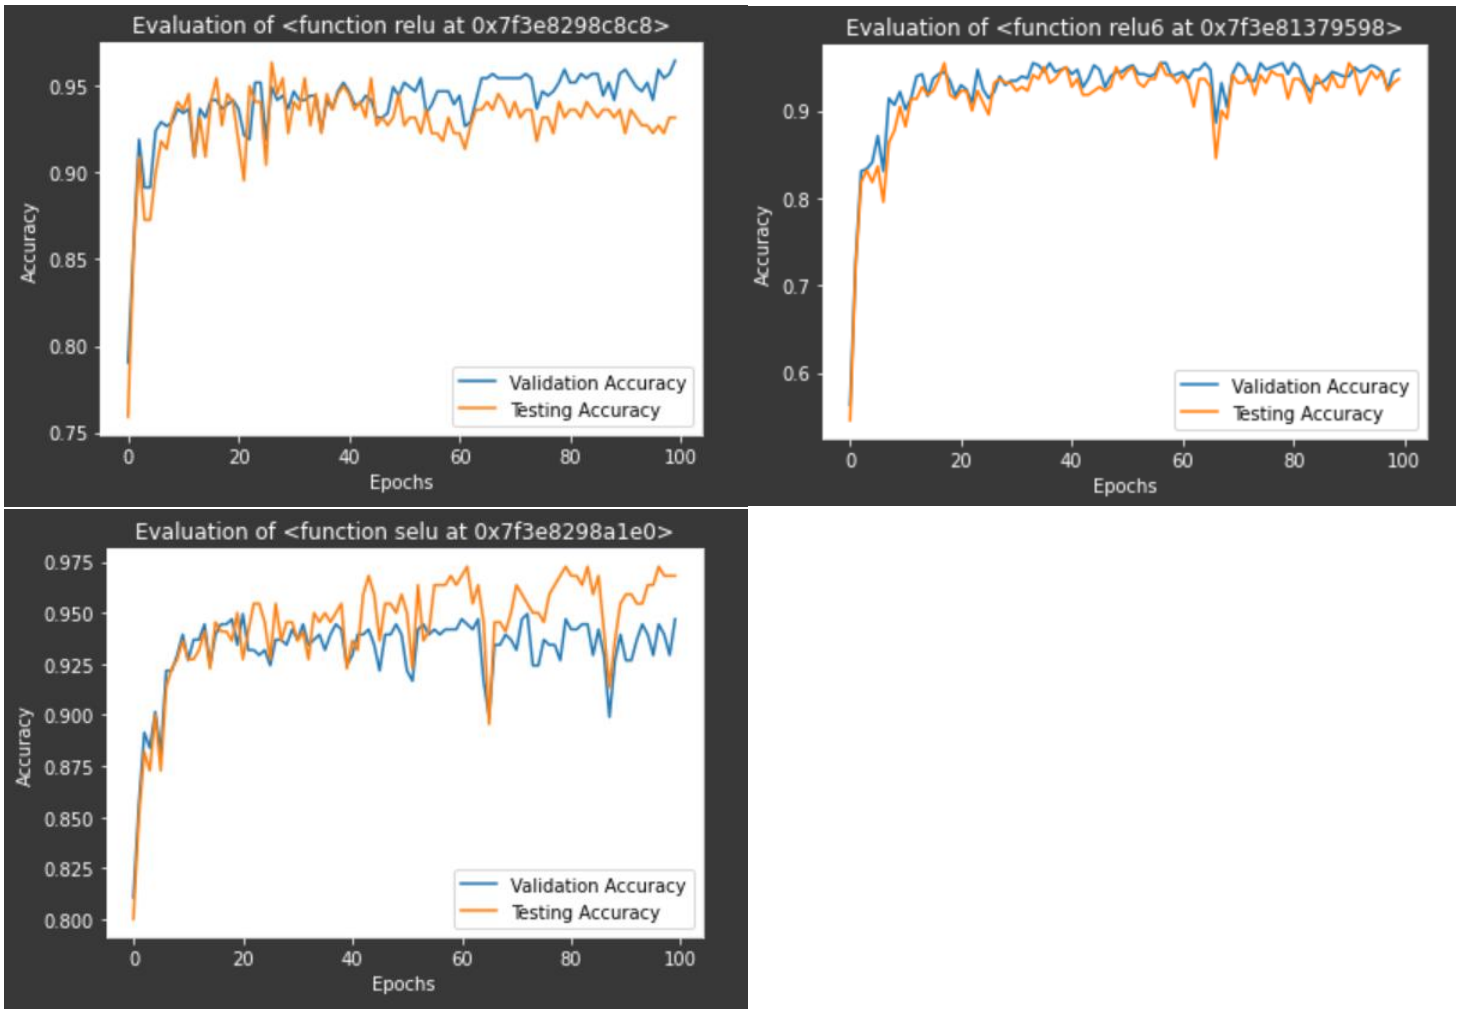 Evaluation of <function relu at 0x7f3e8298c8c8>
Accuracy
0.95
0.90
0.85
0.80
0.75
Validation Accuracy
Testing Accuracy
0 20 40 60 80 100
Epochs
Evaluation of <function relu6 at 0x7f3e81379598>
Accuracy
0.9
0.8
0.7
0.6
Validation Accuracy
Testing Accuracy
0 20 40 60 80 100
Epochs
Evaluation of <function selu at 0x7f3e8298a1e0>
Accuracy
0.975
0.950
0.925
0.900
0.875
0.850
0.825
0.800
Validation Accuracy
Testing Accuracy
0 20 40 60 80 100
Epochs